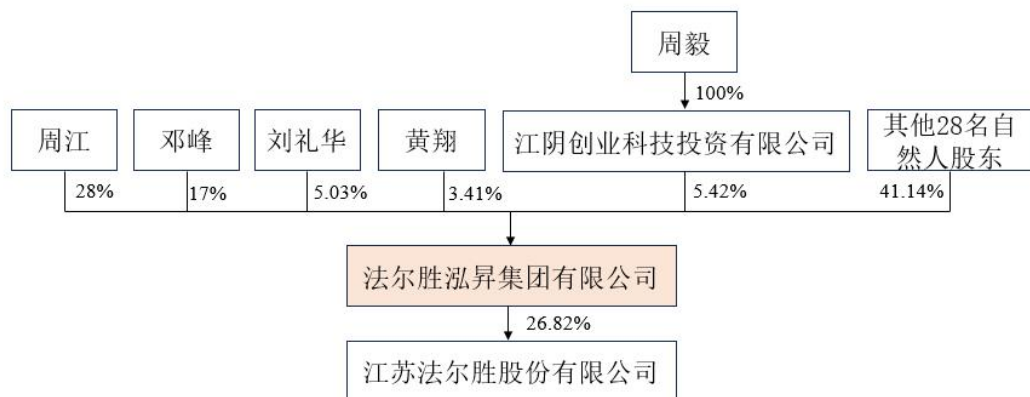 周毅
100%
周江
邓峰
刘礼华
黄翔
江阴创业科技投资有限公司
其他28名自
然人股东
28%
17%
5.03%
3.41%
5.42%
41.14%
法尔胜泓昇集团有限公司
26.82%
江苏法尔胜股份有限公司